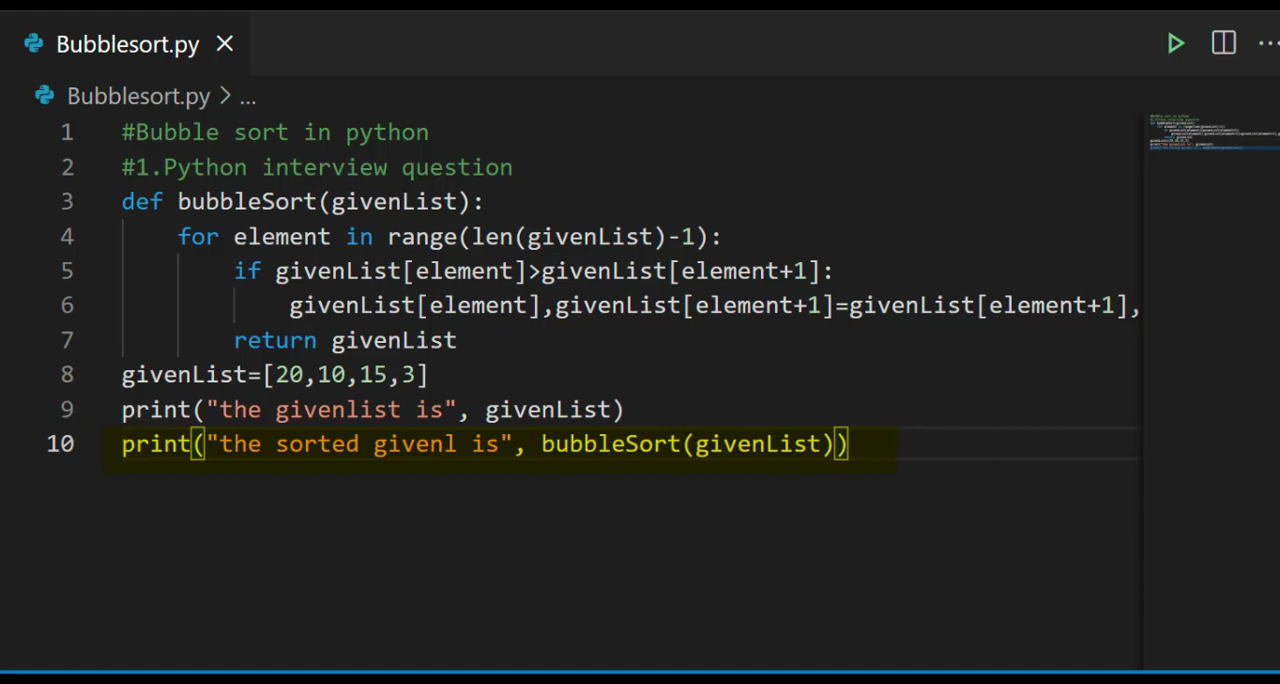 Bubblesort.py
Bubblesort.py > ...
1 #Bubble sort in python
2 #1.Python interview question
3 def bubbleSort(givenList):
4     for element in range(len(givenList)-1):
5         if givenList[element]>givenList[element+1]:
6             givenList[element],givenList[element+1]=givenList[element+1],
7         return givenList
8 givenList=[20,10,15,3]
9 print("the givenlist is", givenList)
10 print("the sorted givenl is", bubbleSort(givenList))